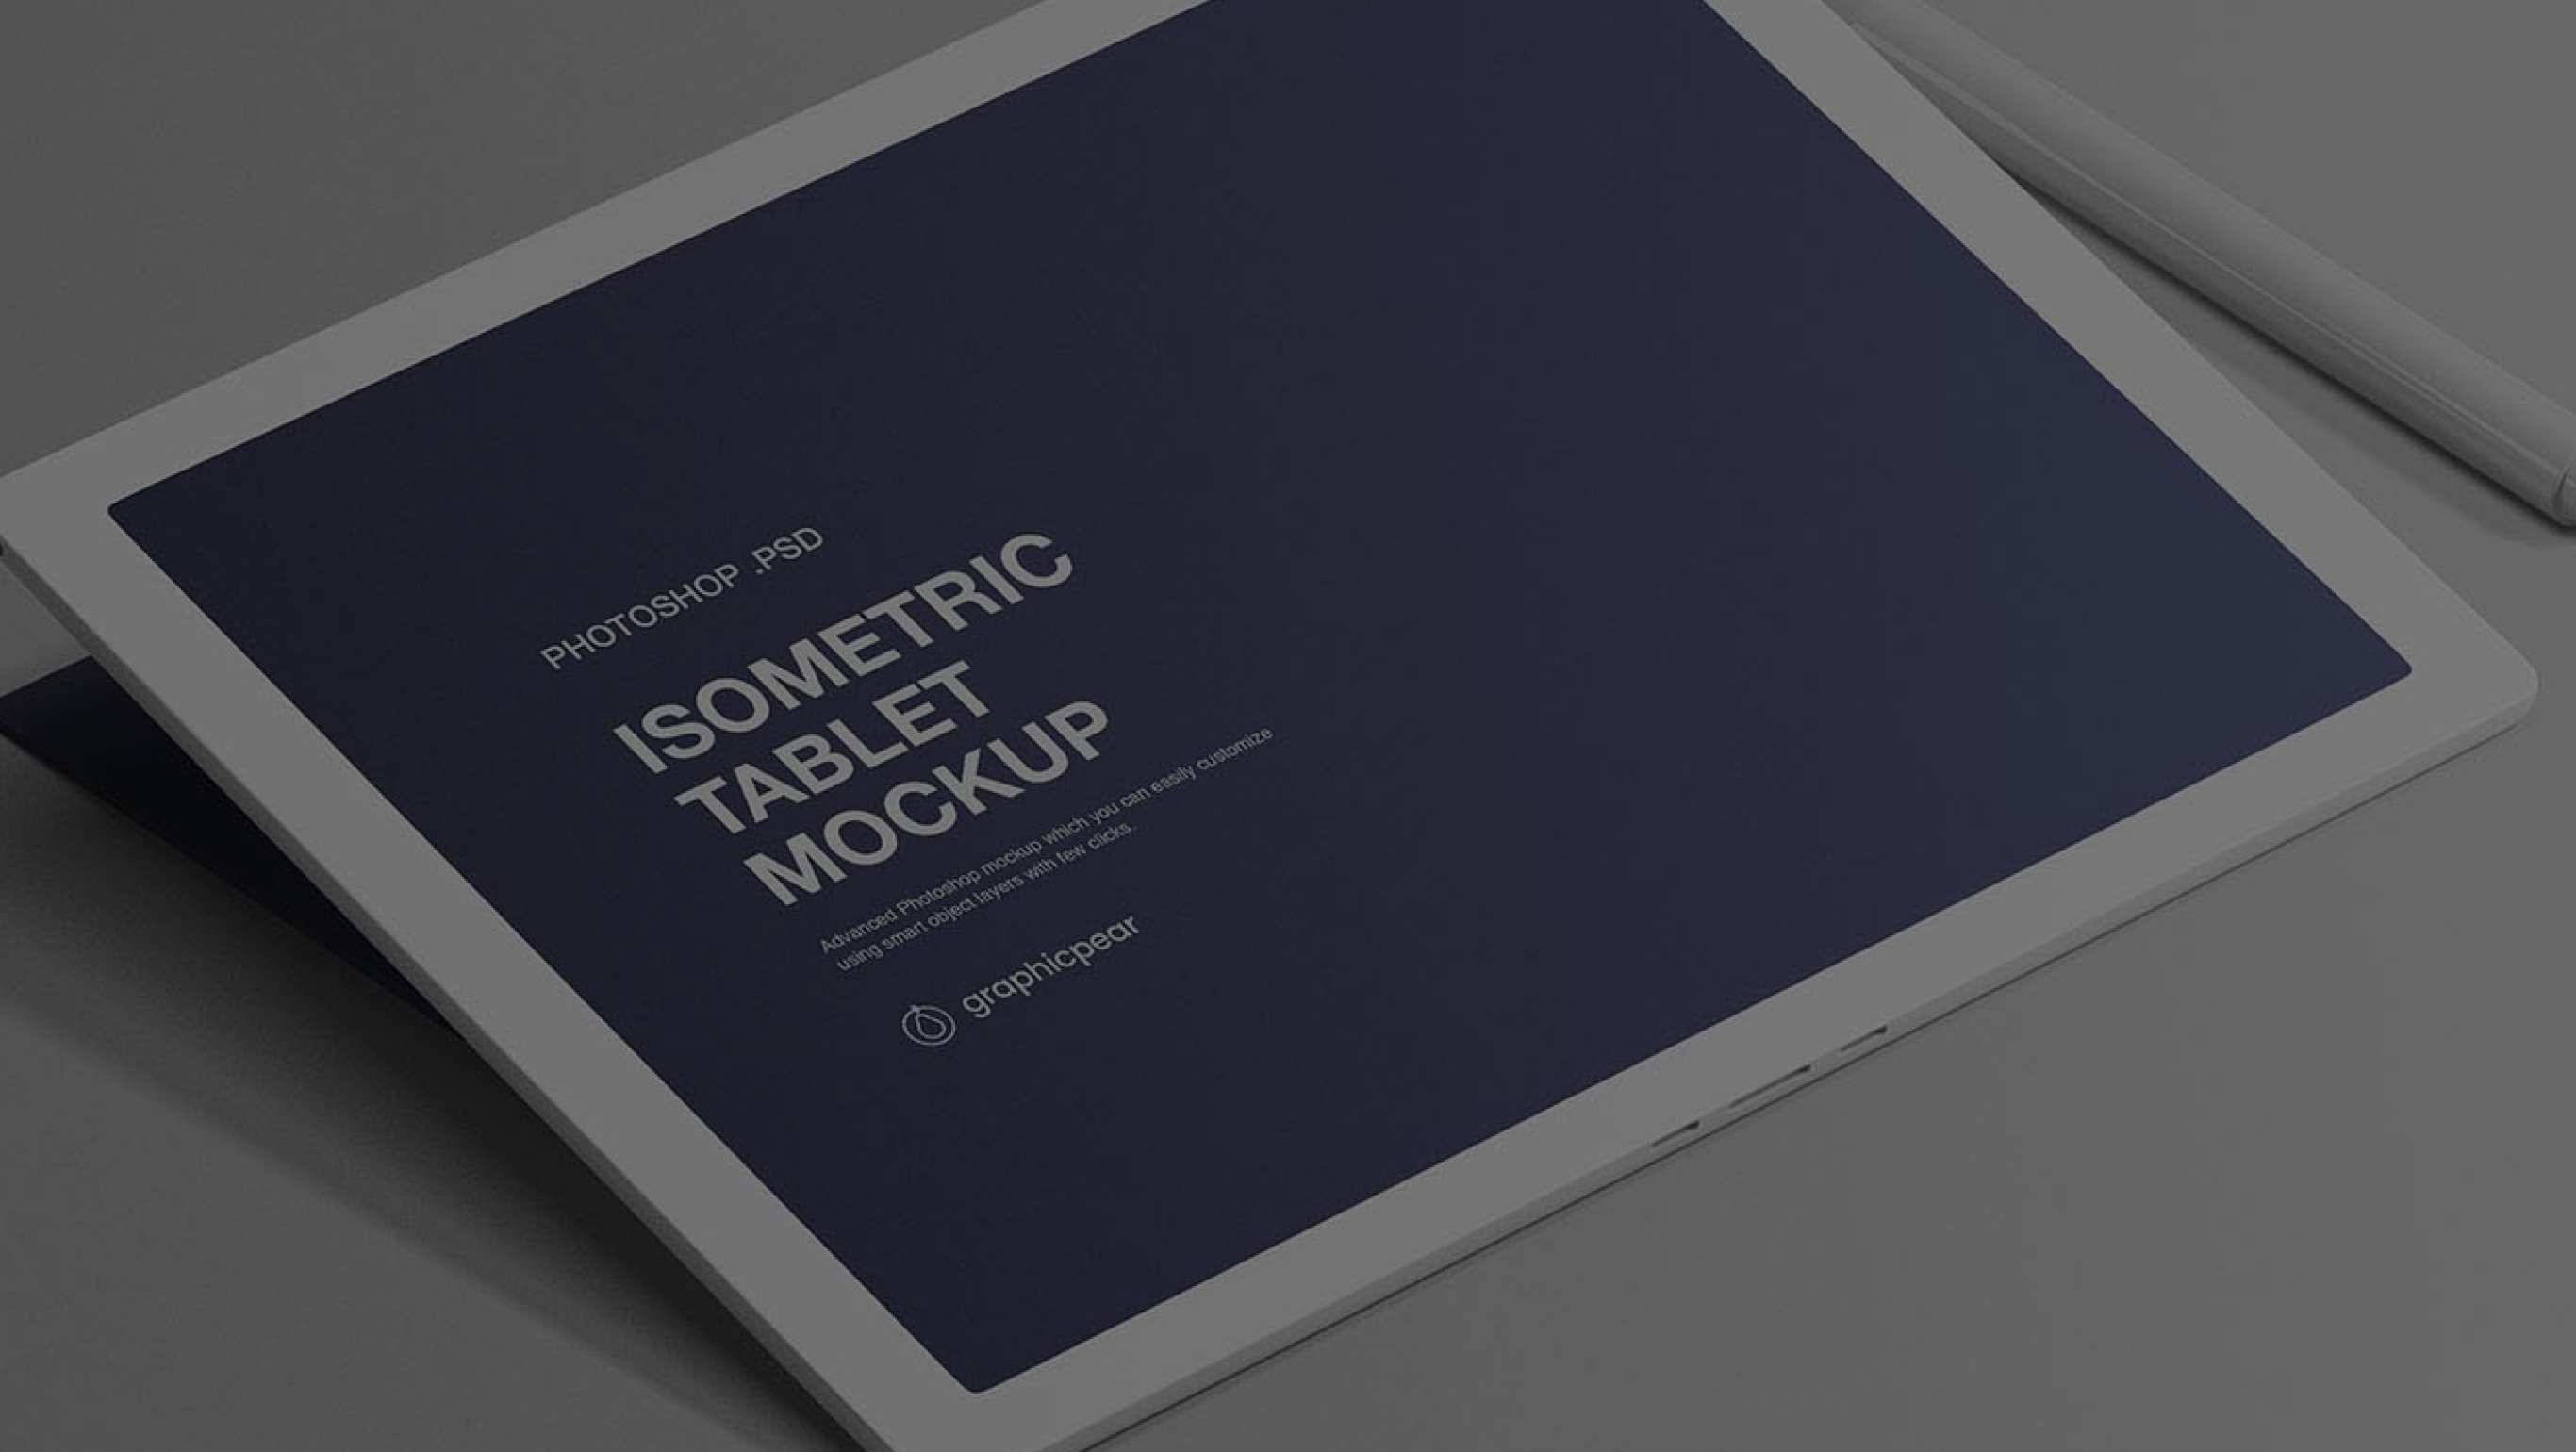 PHOTOSHOP .PSD
ISOMETRIC
TABLET
MOCKUP
Advanced Photoshop mockup which you can easily customize
using smart object layers with few clicks.
graphicpear